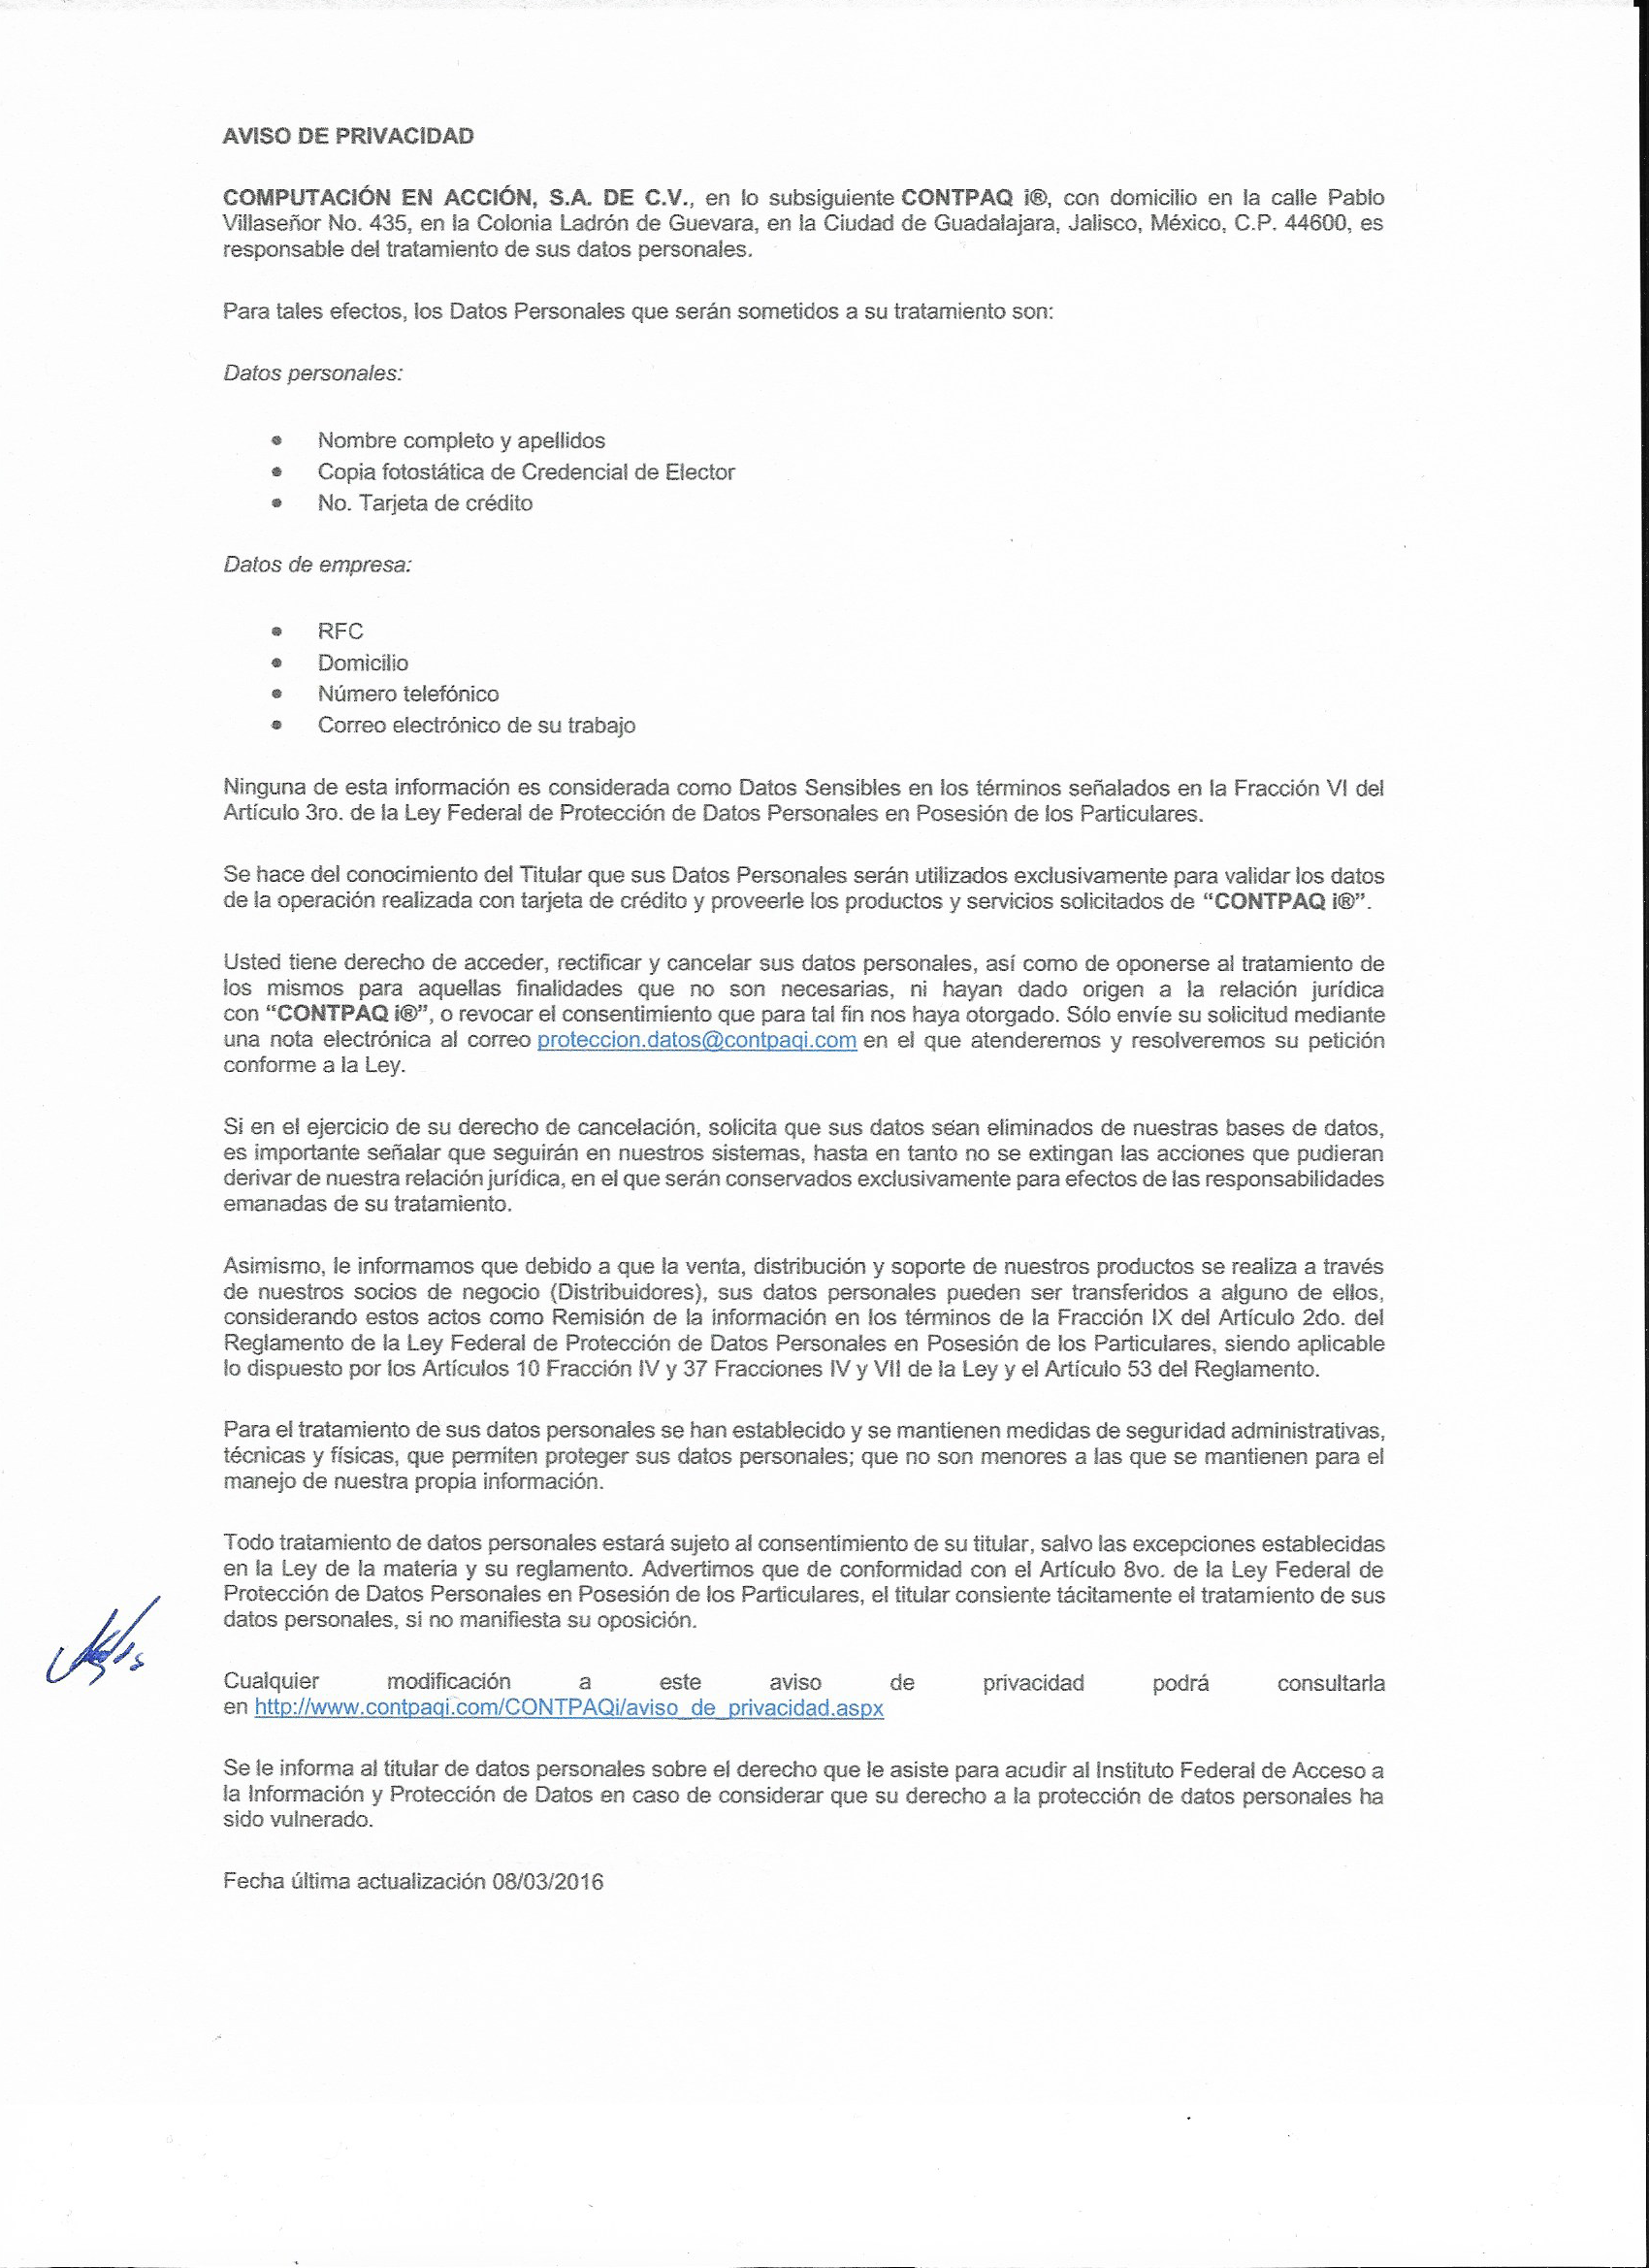 AVISO DE PRIVACIDAD
COMPUTACIÓN EN ACCIÓN, S.A. DE C.V., en lo subsiguiente CONTPAQ i®, con domicilio en la calle Pablo
Villaseñor No. 435, en la Colonia Ladrón de Guevara, en la Ciudad de Guadalajara, Jalisco, México, C.P. 44600, es
responsable del tratamiento de sus datos personales.
Para tales efectos, los Datos Personales que serán sometidos a su tratamiento son:
Datos personales:
• Nombre completo y apellidos
• Copia fotostática de Credencial de Elector
• No. Tarjeta de crédito
Datos de empresa:
• RFC
• Domicilio
• Número telefónico
• Correo electrónico de su trabajo
Ninguna de esta información es considerada como Datos Sensibles en los términos señalados en la Fracción VI del
Artículo 3ro. de la Ley Federal de Protección de Datos Personales en Posesión de los Particulares.
Se hace del conocimiento del Titular que sus Datos Personales serán utilizados exclusivamente para validar los datos
de la operación realizada con tarjeta de crédito y proveerle los productos y servicios solicitados de “CONTPAQ i®”.
Usted tiene derecho de acceder, rectificar y cancelar sus datos personales, así como de oponerse al tratamiento de
los mismos para aquellas finalidades que no son necesarias, ni hayan dado origen a la relación jurídica
con “CONTPAQ i®”, o revocar el consentimiento que para tal fin nos haya otorgado. Sólo envíe su solicitud mediante
una nota electrónica al correo proteccion.datos@contpaqi.com en el que atenderemos y resolveremos su petición
conforme a la Ley.
Si en el ejercicio de su derecho de cancelación, solicita que sus datos sean eliminados de nuestras bases de datos,
es importante señalar que seguirán en nuestros sistemas, hasta en tanto no se extingan las acciones que pudieran
derivar de nuestra relación jurídica, en el que serán conservados exclusivamente para efectos de las responsabilidades
emanadas de su tratamiento.
Asimismo, le informamos que debido a que la venta, distribución y soporte de nuestros productos se realiza a través
de nuestros socios de negocio (Distribuidores), sus datos personales pueden ser transferidos a alguno de ellos,
considerando estos actos como Remisión de la información en los términos de la Fracción IX del Artículo 2do. del
Reglamento de la Ley Federal de Protección de Datos Personales en Posesión de los Particulares, siendo aplicable
lo dispuesto por los Artículos 10 Fracción IV y 37 Fracciones IV y VII de la Ley y el Artículo 53 del Reglamento.
Para el tratamiento de sus datos personales se han establecido y se mantienen medidas de seguridad administrativas,
técnicas y físicas, que permiten proteger sus datos personales; que no son menores a las que se mantienen para el
manejo de nuestra propia información.
Todo tratamiento de datos personales estará sujeto al consentimiento de su titular, salvo las excepciones establecidas
en la Ley de la materia y su reglamento. Advertimos que de conformidad con el Artículo 8vo. de la Ley Federal de
Protección de Datos Personales en Posesión de los Particulares, el titular consiente tácitamente el tratamiento de sus
datos personales, si no manifiesta su oposición.
Cualquier modificación a este aviso de privacidad podrá consultarla
en http://www.contpaqi.com/CONTPAQi/aviso_de_privacidad.aspx
Se le informa al titular de datos personales sobre el derecho que le asiste para acudir al Instituto Federal de Acceso a
la Información y Protección de Datos en caso de considerar que su derecho a la protección de datos personales ha
sido vulnerado.
Fecha última actualización 08/03/2016